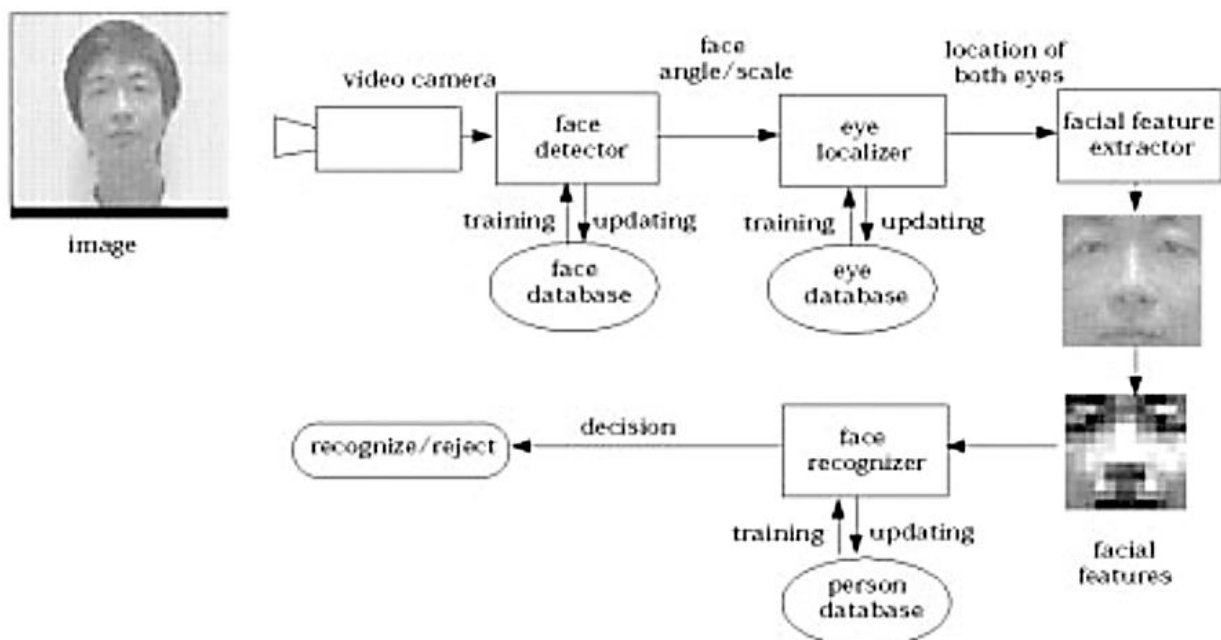 video camera
face
angle/scale
location of
both eyes
face
detector
eye
localizer
facial feature
extractor
image
training
updating
training
updating
face
database
eye
database
recognize/reject
decision
face
recognizer
training
updating
facial
features
person
database